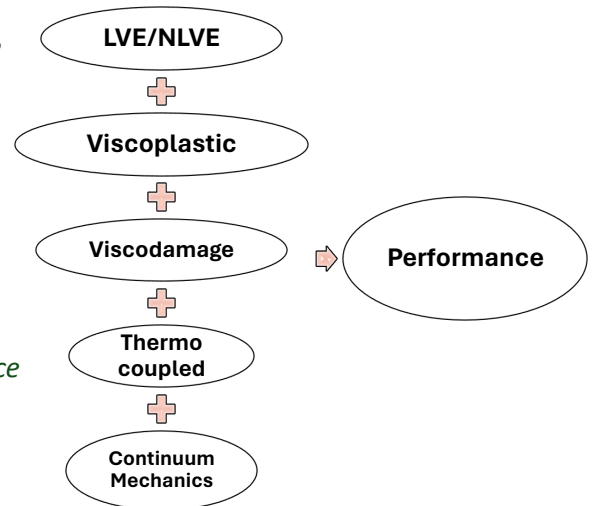 LVE/NLVE
Viscoplastic
Viscodamage
Performance
Thermo
coupled
Continuum
Mechanics